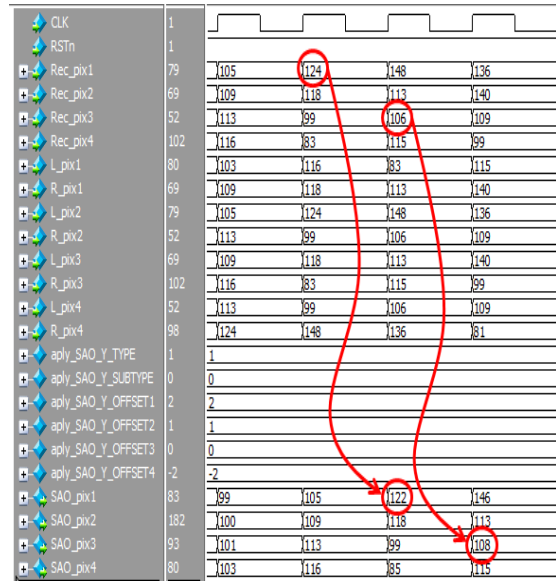 CLK 1
RSTn 1
Rec_pix1 79 105 124 148 136
Rec_pix2 69 109 118 113 140
Rec_pix3 52 113 99 106 109
Rec_pix4 102 116 83 115 99
L_pix1 80 103 116 83 115
R_pix1 69 109 118 113 140
L_pix2 79 105 124 148 136
R_pix2 52 113 99 106 109
L_pix3 69 109 118 113 140
R_pix3 102 116 83 115 99
L_pix4 52 113 99 106 109
R_pix4 98 124 148 136 81
aply_SAO_Y_TYPE 1 1
aply_SAO_Y_SUBTYPE 0 0
aply_SAO_Y_OFFSET1 2 2
aply_SAO_Y_OFFSET2 1 1
aply_SAO_Y_OFFSET3 0 0
aply_SAO_Y_OFFSET4 -2 -2
SAO_pix1 83 99 105 122 146
SAO_pix2 182 100 109 118 113
SAO_pix3 93 101 113 99 108
SAO_pix4 80 103 116 85 115